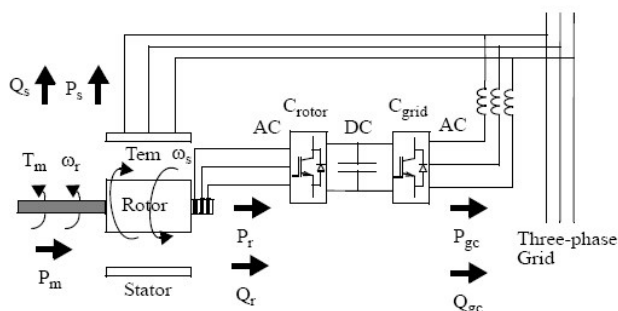 Qs
Ps
Crotor
Cgrid
AC
DC
AC
Tm
ωr
Tem
ωs
Rotor
Pm
Stator
Pr
Qr
Pgc
Qgc
Three-phase
Grid